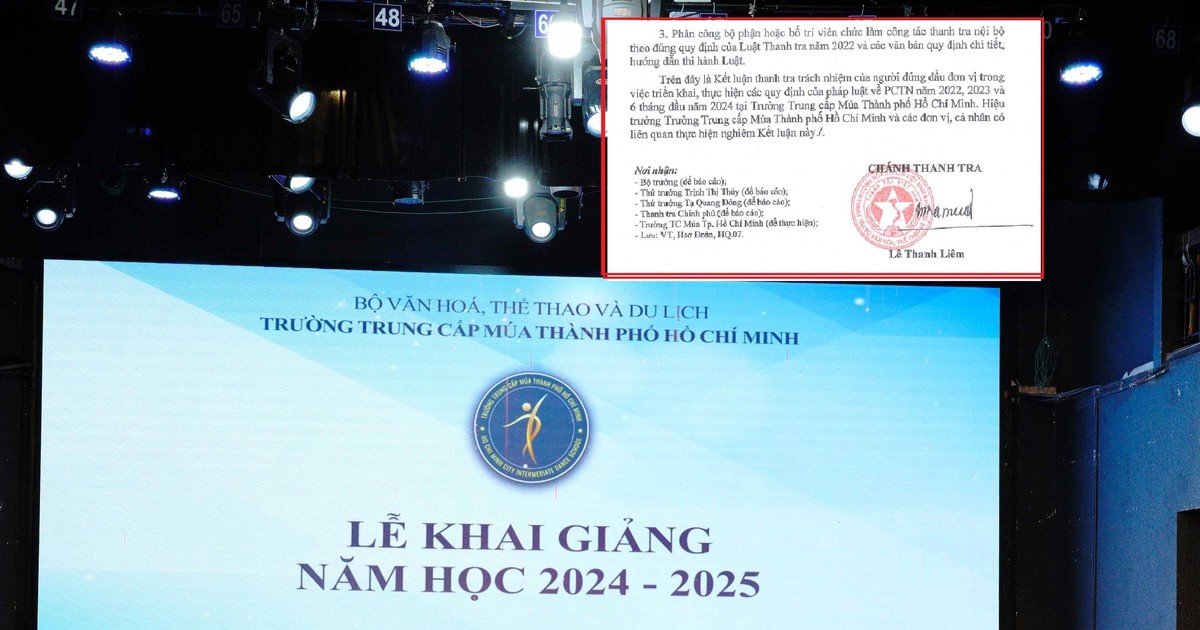 47
65
48
66
68
3. Phân công bộ phận hoặc bố trí viên chức làm công tác thanh tra nội bộ
theo đúng quy định của Luật Thanh tra năm 2022 và các văn bản quy định chi tiết,
hướng dẫn thi hành Luật.
Trên đây là Kết luận thanh tra trách nhiệm của người đứng đầu đơn vị trong
việc triển khai, thực hiện các quy định của pháp luật về PCTN năm 2022, 2023 và
6 tháng đầu năm 2024 tại Trường Trung cấp Múa Thành phố Hồ Chí Minh. Hiệu
trưởng Trường Trung cấp Múa Thành phố Hồ Chí Minh và các đơn vị, cá nhân có
liên quan thực hiện nghiêm Kết luận này./.
Nơi nhận:
- Bộ trưởng (để báo cáo);
- Thứ trưởng Trịnh Thị Thủy (để báo cáo);
- Thứ trưởng Tạ Quang Đông (để báo cáo);
- Thanh tra Chính phủ (để báo cáo);
- Trường TC Múa Tp. Hồ Chí Minh (để thực hiện);
- Lưu: VT, Hsơ Đoàn, HQ.07.
CHÁNH THANH TRA
Lê Thanh Liêm
BỘ VĂN HOÁ, THỂ THAO VÀ DU LỊCH
TRƯỜNG TRUNG CẤP MÚA THÀNH PHỐ HỒ CHÍ MINH
TRƯỜNG TRUNG CẤP MÚA THÀNH PHỐ HỒ CHÍ MINH
HO CHI MINH CITY INTERMEDIATE DANCE SCHOOL
LỄ KHAI GIẢNG
NĂM HỌC 2024 - 2025